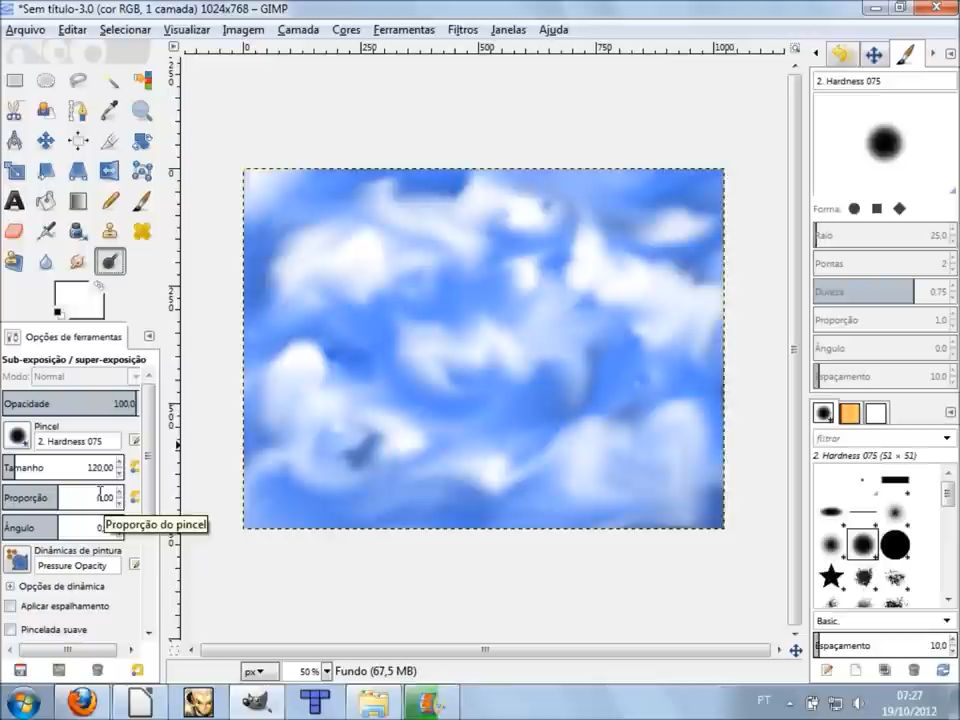 *Sem título-3.0 (cor RGB, 1 camada) 1024x768 – GIMP
Arquivo Editar Selecionar Visualizar Imagem Camada Cores Ferramentas Filtros Janelas Ajuda
0 250 500 750 1000
2. Hardness 075
Forma:
Raio 25.0
Pontas 2
Dureza 0.75
Proporção 1,0
Ângulo 0.0
Espaçamento 10.0
Opções de ferramentas
Sub-exposição / super-exposição
Modo: Normal
Opacidade 100,0
Pincel
2. Hardness 075
Tamanho 120,00
Proporção 0,00
Ângulo 0,
Proporção do pincel
Dinâmicas de pintura
Pressure Opacity
Opções de dinâmica
Aplicar espalhamento
Pincelada suave
filtrar
2. Hardness 075 (51 × 51)
Basic,
Espaçamento 10,0
px 50 % Fundo (67,5 MB)
PT 07:27
19/10/2012